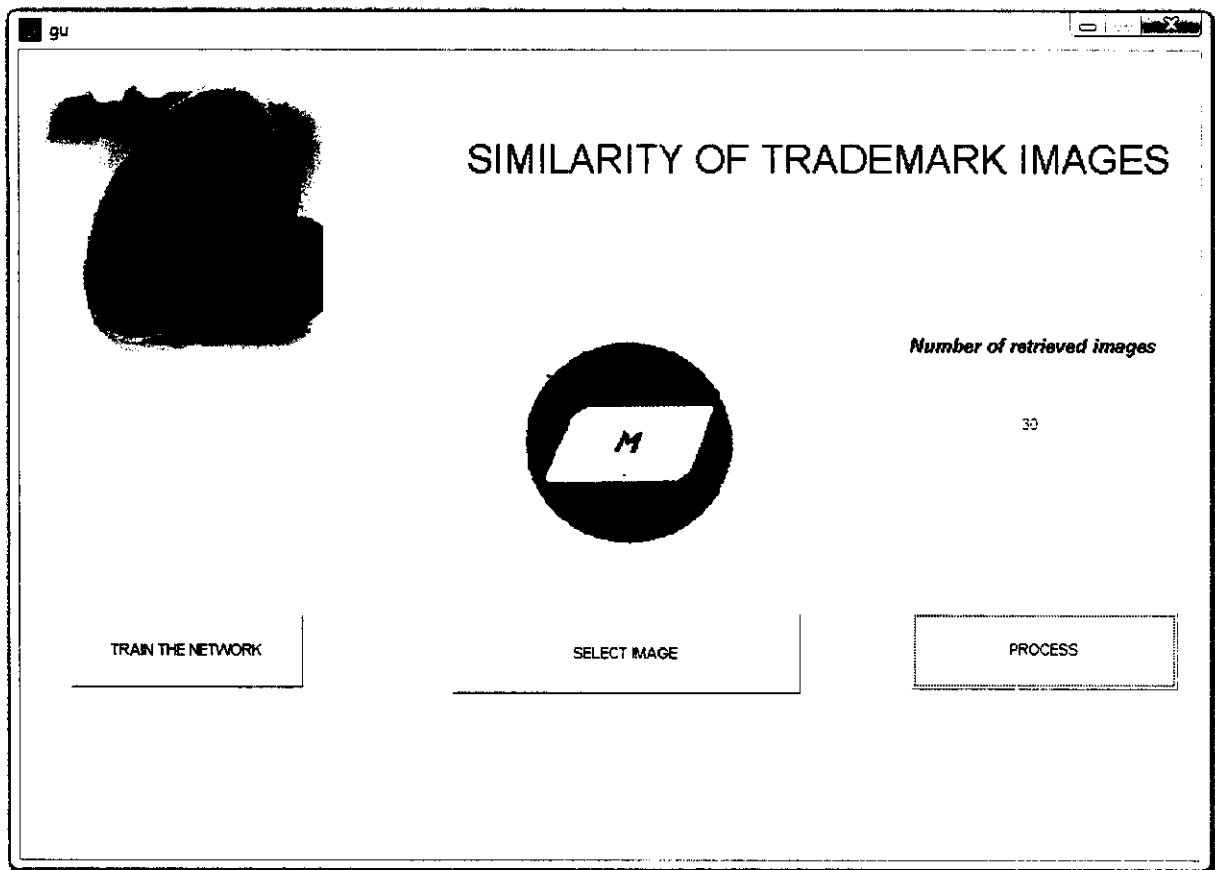 gu
SIMILARITY OF TRADEMARK IMAGES
Number of retrieved images
30
M
TRAIN THE NETWORK
SELECT IMAGE
PROCESS